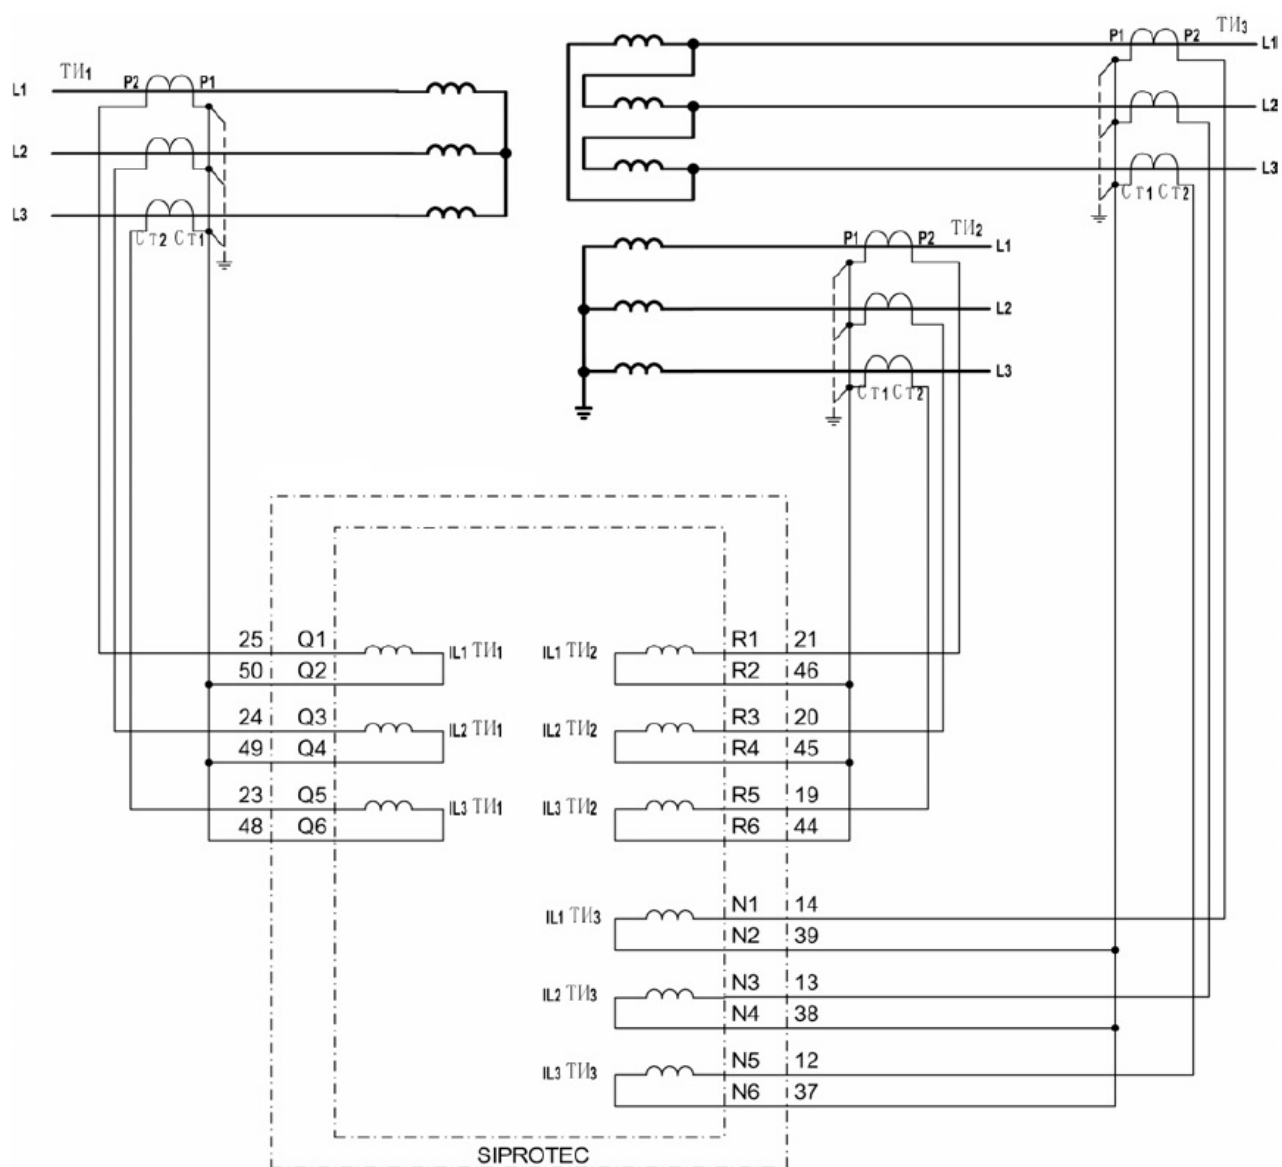 ТИ3
P1 P2
L1
ТИ1
P2 P1
L1
L2
L2
L3
L3
Ст1 Ст2
Ст2 Ст1
ТИ2
P1 P2
L1
L2
L3
Ст1 Ст2
25 Q1
IL1 ТИ1
50 Q2
24 Q3
IL2 ТИ1
49 Q4
23 Q5
IL3 ТИ1
48 Q6
IL1 ТИ2
R1 21
R2 46
IL2 ТИ2
R3 20
R4 45
IL3 ТИ2
R5 19
R6 44
IL1 ТИ3
N1 14
N2 39
IL2 ТИ3
N3 13
N4 38
IL3 ТИ3
N5 12
N6 37
SIPROTEC